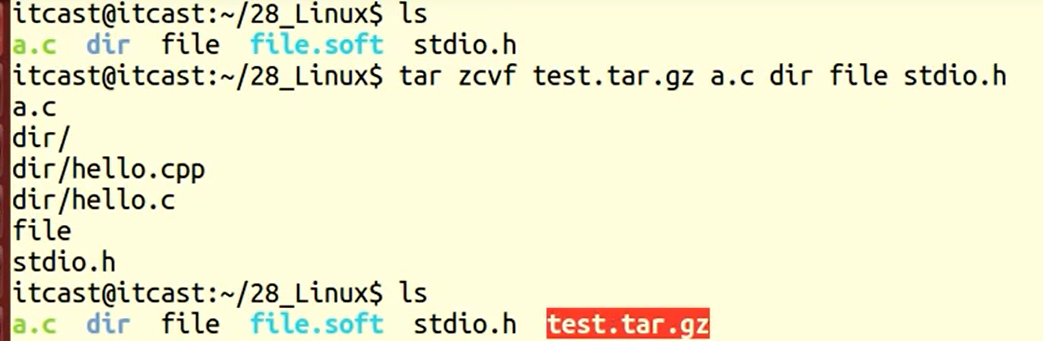 itcast@itcast:~/28_Linux$ ls
a.c  dir  file  file.soft  stdio.h
itcast@itcast:~/28_Linux$ tar zcvf test.tar.gz a.c dir file stdio.h
a.c
dir/
dir/hello.cpp
dir/hello.c
file
stdio.h
itcast@itcast:~/28_Linux$ ls
a.c  dir  file  file.soft  stdio.h  test.tar.gz